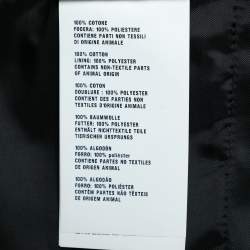 100% COTONE
FODERA: 100% POLIESTERE
CONTIENE PARTI NON TESSILI
DI ORIGINE ANIMALE
100% COTTON
LINING: 100% POLYESTER
CONTAINS NON-TEXTILE PARTS
OF ANIMAL ORIGIN
100% COTON
DOUBLURE : 100% POLYESTER
CONTIENT DES PARTIES NON
TEXTILES D'ORIGINE ANIMALE
100% BAUMWOLLE
FUTTER: 100% POLYESTER
ENTHÄLT NICHTTEXTILE TEILE
TIERISCHEN URSPRUNGS
100% ALGODÓN
FORRO: 100% poliéster
CONTIENE PARTES NO TEXTILES
DE ORIGEN ANIMAL
100% ALGODÃO
FORRO: 100% POLIÉSTER
CONTÉM PARTES NÃO TÊXTEIS
DE ORIGEM ANIMAL